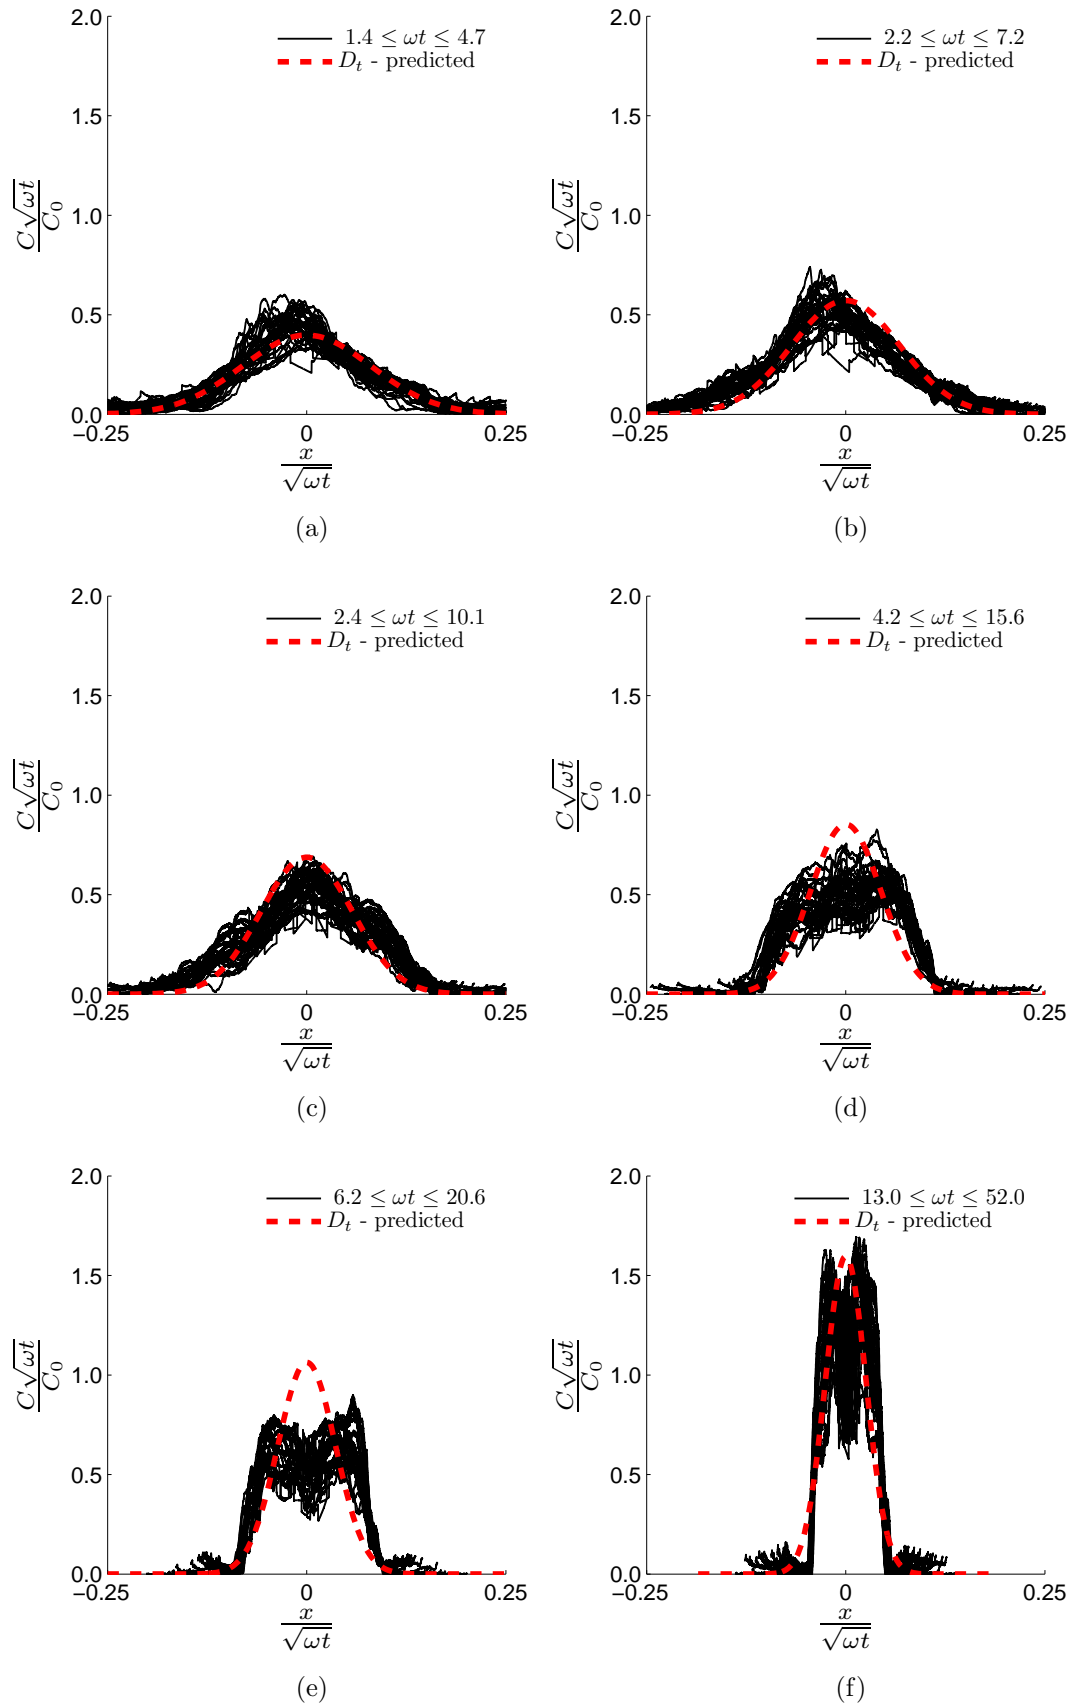 2.0
1.4 ≤ ωt ≤ 4.7
D_t - predicted
1.5
1.0
C√ωt / C_0
0.5
0.0
−0.25 0 0.25
x / √ωt
(a)
2.0
2.2 ≤ ωt ≤ 7.2
D_t - predicted
1.5
1.0
C√ωt / C_0
0.5
0.0
−0.25 0 0.25
x / √ωt
(b)
2.0
2.4 ≤ ωt ≤ 10.1
D_t - predicted
1.5
1.0
C√ωt / C_0
0.5
0.0
−0.25 0 0.25
x / √ωt
(c)
2.0
4.2 ≤ ωt ≤ 15.6
D_t - predicted
1.5
1.0
C√ωt / C_0
0.5
0.0
−0.25 0 0.25
x / √ωt
(d)
2.0
6.2 ≤ ωt ≤ 20.6
D_t - predicted
1.5
1.0
C√ωt / C_0
0.5
0.0
−0.25 0 0.25
x / √ωt
(e)
2.0
13.0 ≤ ωt ≤ 52.0
D_t - predicted
1.5
1.0
C√ωt / C_0
0.5
0.0
−0.25 0 0.25
x / √ωt
(f)